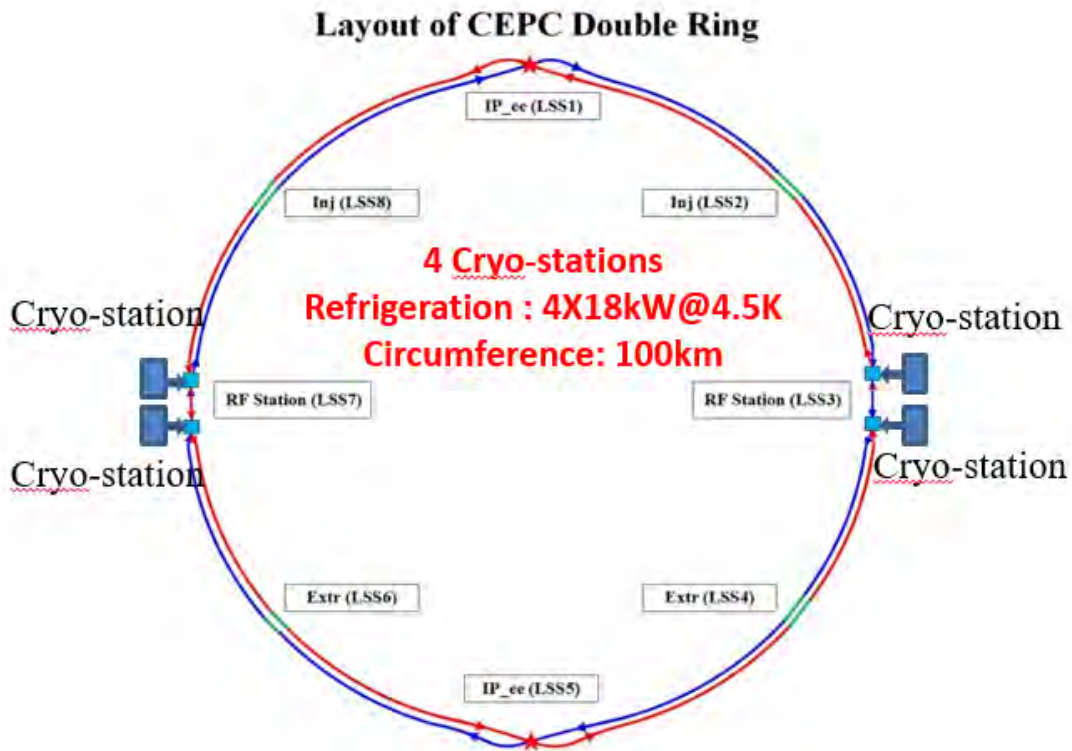 Layout of CEPC Double Ring
IP_ee (LSS1)
Inj (LSS8)
Inj (LSS2)
4 Cryo-stations
Refrigeration : 4X18kW@4.5K
Circumference: 100km
Cryo-station
Cryo-station
RF Station (LSS7)
RF Station (LSS3)
Cryo-station
Cryo-station
Extr (LSS6)
Extr (LSS4)
IP_ee (LSS5)